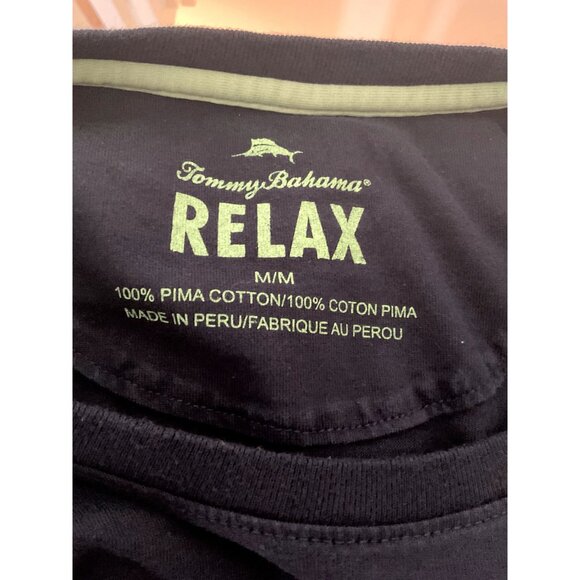 Tommy Bahama®
RELAX
M/M
100% PIMA COTTON/100% COTON PIMA
MADE IN PERU/FABRIQUE AU PEROU